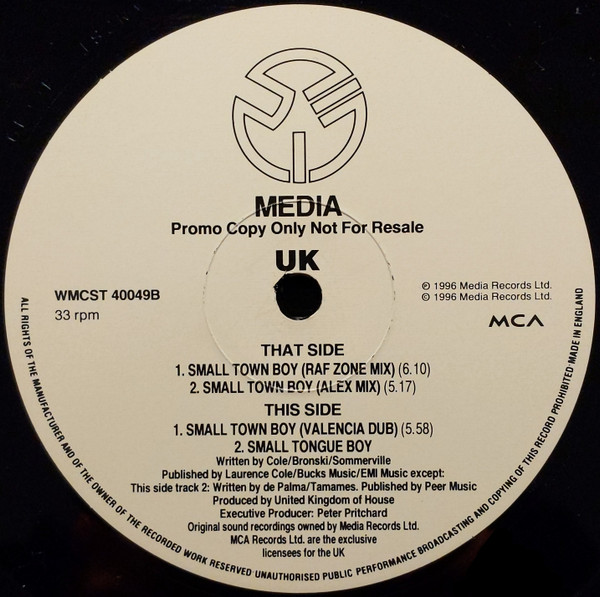 MEDIA
Promo Copy Only Not For Resale
UK
WMCST 40049B
33 rpm
℗ 1996 Media Records Ltd.
© 1996 Media Records Ltd.
MCA
THAT SIDE
1. SMALL TOWN BOY (RAF ZONE MIX) (6.10)
2. SMALL TOWN BOY (ALEX MIX) (5.17)
THIS SIDE
1. SMALL TOWN BOY (VALENCIA DUB) (5.58)
2. SMALL TONGUE BOY
Written by Cole/Bronski/Sommerville
Published by Laurence Cole/Bucks Music/EMI Music except:
This side track 2: Written by de Palma/Tamames. Published by Peer Music
Produced by United Kingdom of House
Executive Producer: Peter Pritchard
Original sound recordings owned by Media Records Ltd.
MCA Records Ltd. are the exclusive
licensees for the UK
ALL RIGHTS OF THE MANUFACTURER AND OF THE OWNER OF THE RECORDED WORK RESERVED UNAUTHORISED PUBLIC PERFORMANCE BROADCASTING AND COPYING OF THIS RECORD PROHIBITED·MADE IN ENGLAND